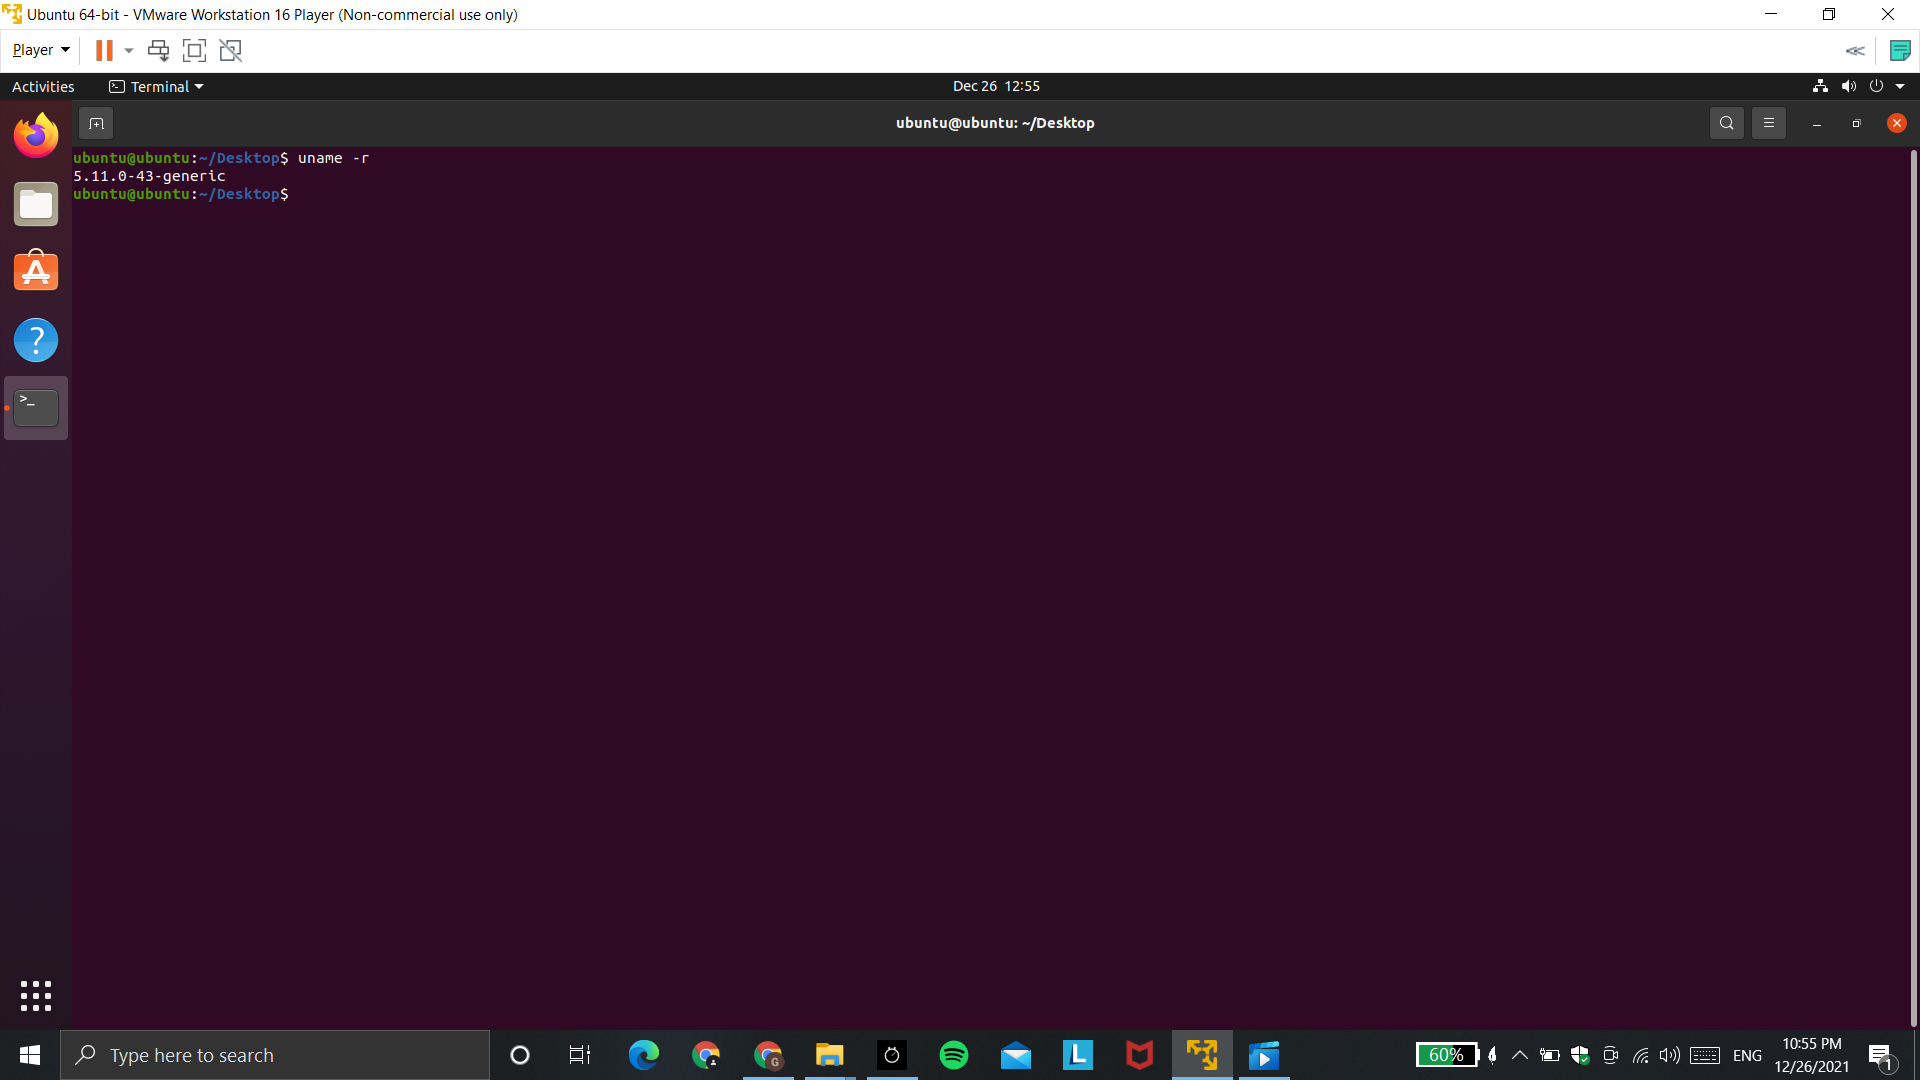 Ubuntu 64-bit - VMware Workstation 16 Player (Non-commercial use only)
Player
Activities
Terminal
Dec 26 12:55
ubuntu@ubuntu: ~/Desktop
ubuntu@ubuntu:~/Desktop$ uname -r
5.11.0-43-generic
ubuntu@ubuntu:~/Desktop$
Type here to search
60%
ENG
10:55 PM
12/26/2021
1